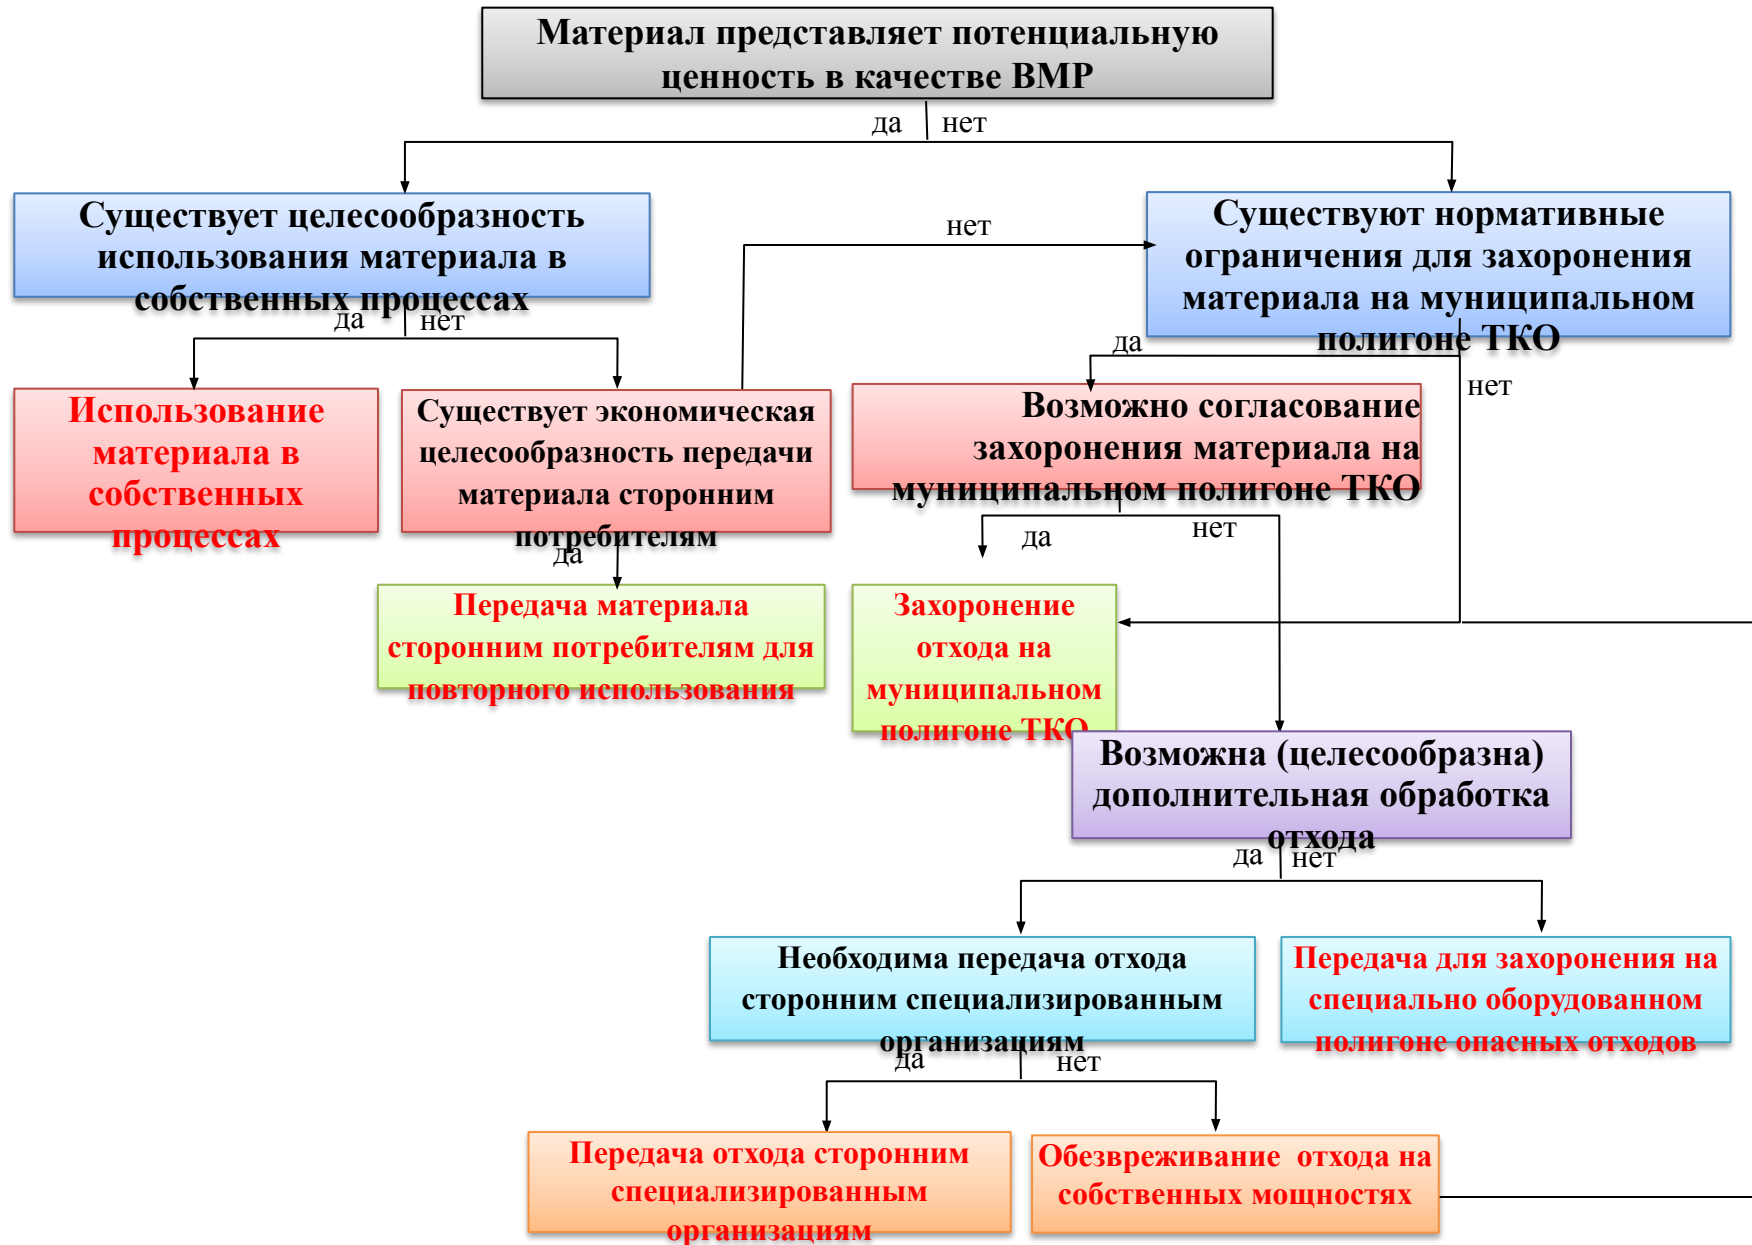 Материал представляет потенциальную
ценность в качестве ВМР
да
нет
Существует целесообразность
использования материала в
собственных процессах
нет
Существуют нормативные
ограничения для захоронения
материала на муниципальном
полигоне ТКО
да
нет
да
нет
Использование
материала в
собственных
процессах
Существует экономическая
целесообразность передачи
материала сторонним
потребителям
Возможно согласование
захоронения материала на
муниципальном полигоне ТКО
да
да
нет
Передача материала
сторонним потребителям для
повторного использования
Захоронение
отхода на
муниципальном
полигоне ТКО
Возможна (целесообразна)
дополнительная обработка
отхода
да
нет
Необходима передача отхода
сторонним специализированным
организациям
Передача для захоронения на
специально оборудованном
полигоне опасных отходов
да
нет
Передача отхода сторонним
специализированным
организациям
Обезвреживание отхода на
собственных мощностях